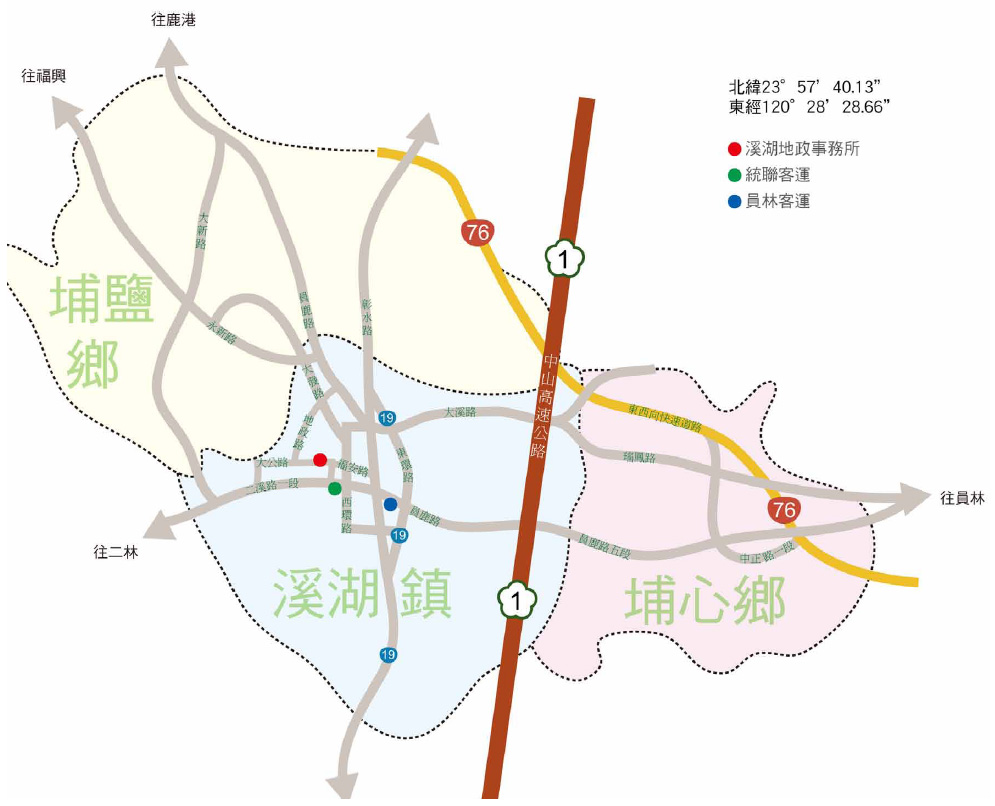 往鹿港
往福興
北緯23°57’40.13”
東經120°28’28.66”
溪湖地政事務所
統聯客運
員林客運
大新路
76
1
埔鹽
鄉
員鹿路
彰水路
永新路
中山高速公路
大發路
19
大溪路
東西向快速道路
地政路
東環路
瑞鳳路
大公路
福安路
二溪路一段
西環路
員鹿路
往員林
76
往二林
19
員鹿路五段
中正路一段
溪湖鎮
1
埔心鄉
19